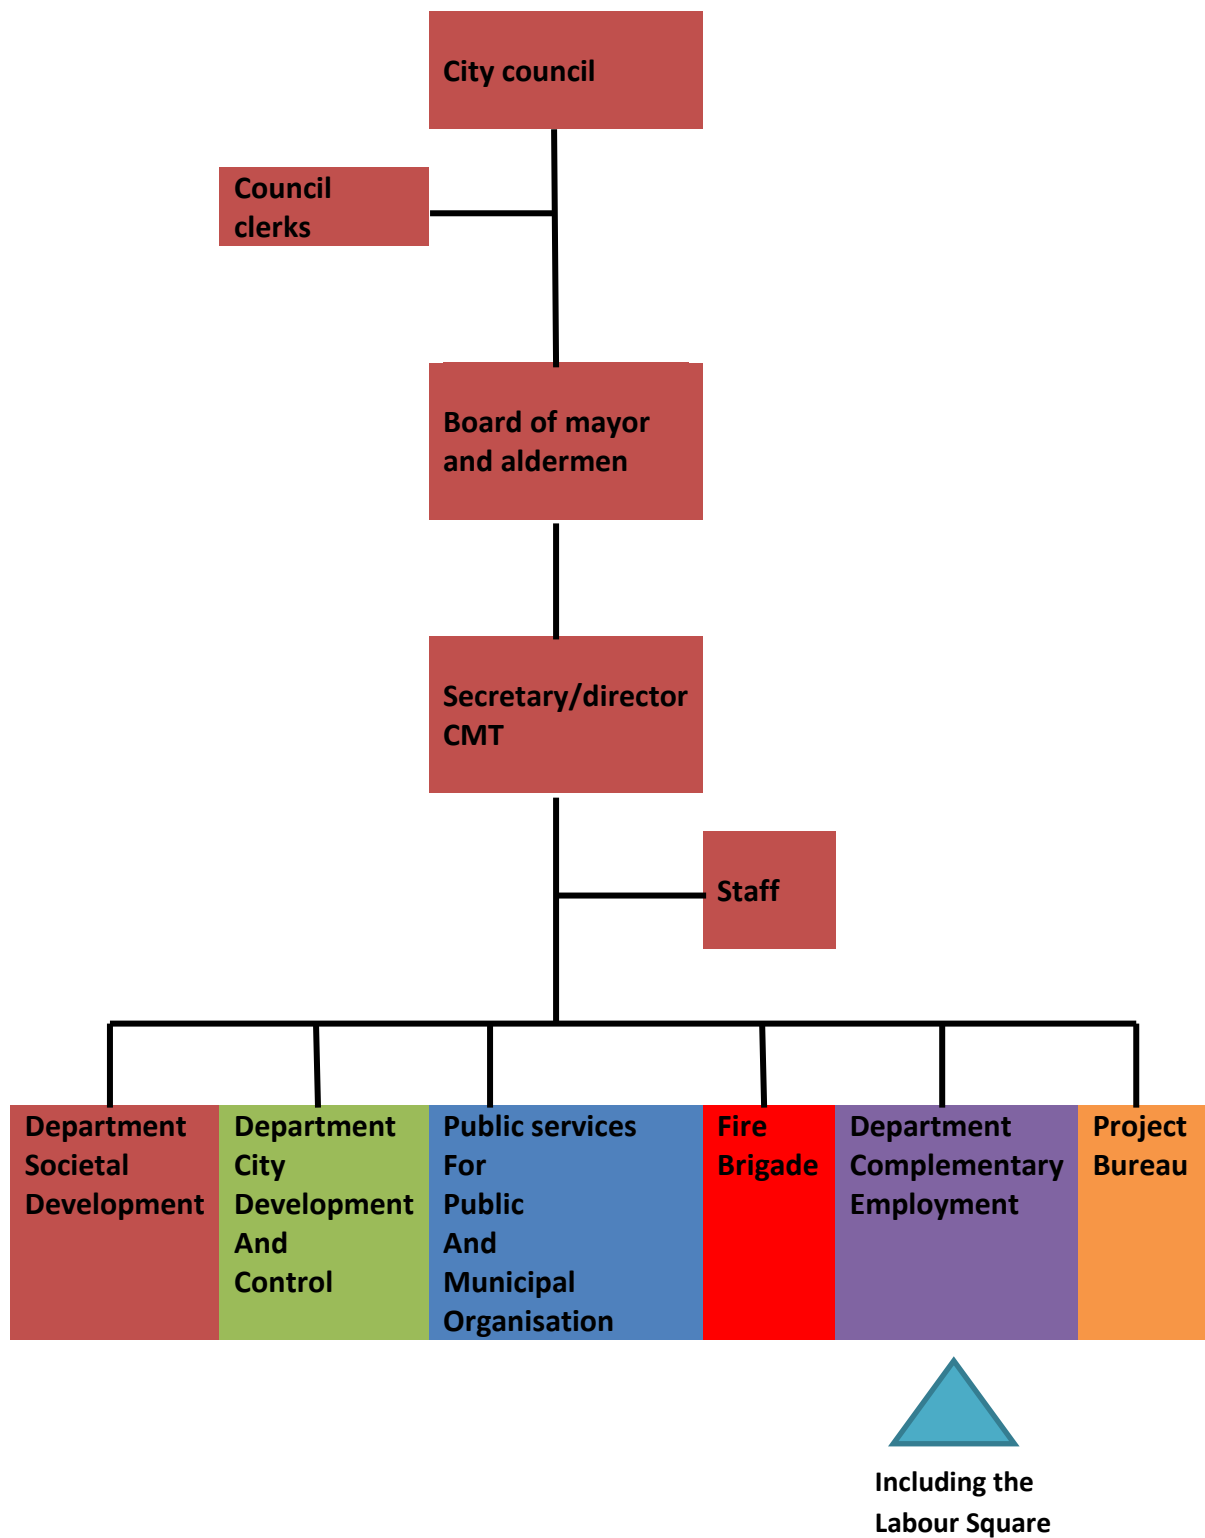 City council
Council
clerks
Board of mayor
and aldermen
Secretary/director
CMT
Staff
Department
Societal
Development
Department
City
Development
And
Control
Public services
For
Public
And
Municipal
Organisation
Fire
Brigade
Department
Complementary
Employment
Project
Bureau
Including the
Labour Square